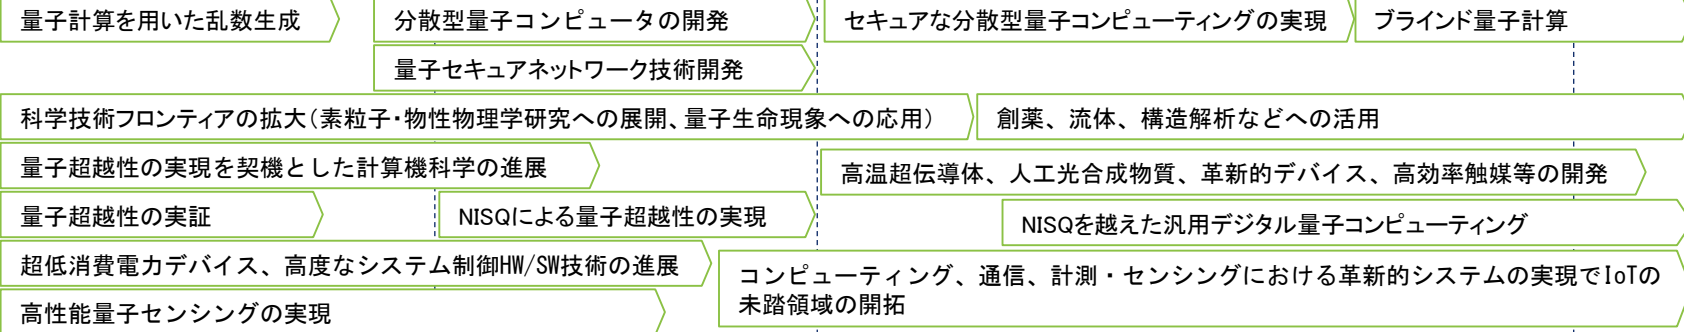 量子計算を用いた乱数生成
分散型量子コンピュータの開発
セキュアな分散型量子コンピューティングの実現
ブラインド量子計算
量子セキュアネットワーク技術開発
科学技術フロンティアの拡大(素粒子・物性物理学研究への展開、量子生命現象への応用)
創薬、流体、構造解析などへの活用
量子超越性の実現を契機とした計算機科学の進展
高温超伝導体、人工光合成物質、革新的デバイス、高効率触媒等の開発
量子超越性の実証
NISQによる量子超越性の実現
NISQを越えた汎用デジタル量子コンピューティング
超低消費電力デバイス、高度なシステム制御HW/SW技術の進展
コンピューティング、通信、計測・センシングにおける革新的システムの実現でIoTの
未踏領域の開拓
高性能量子センシングの実現